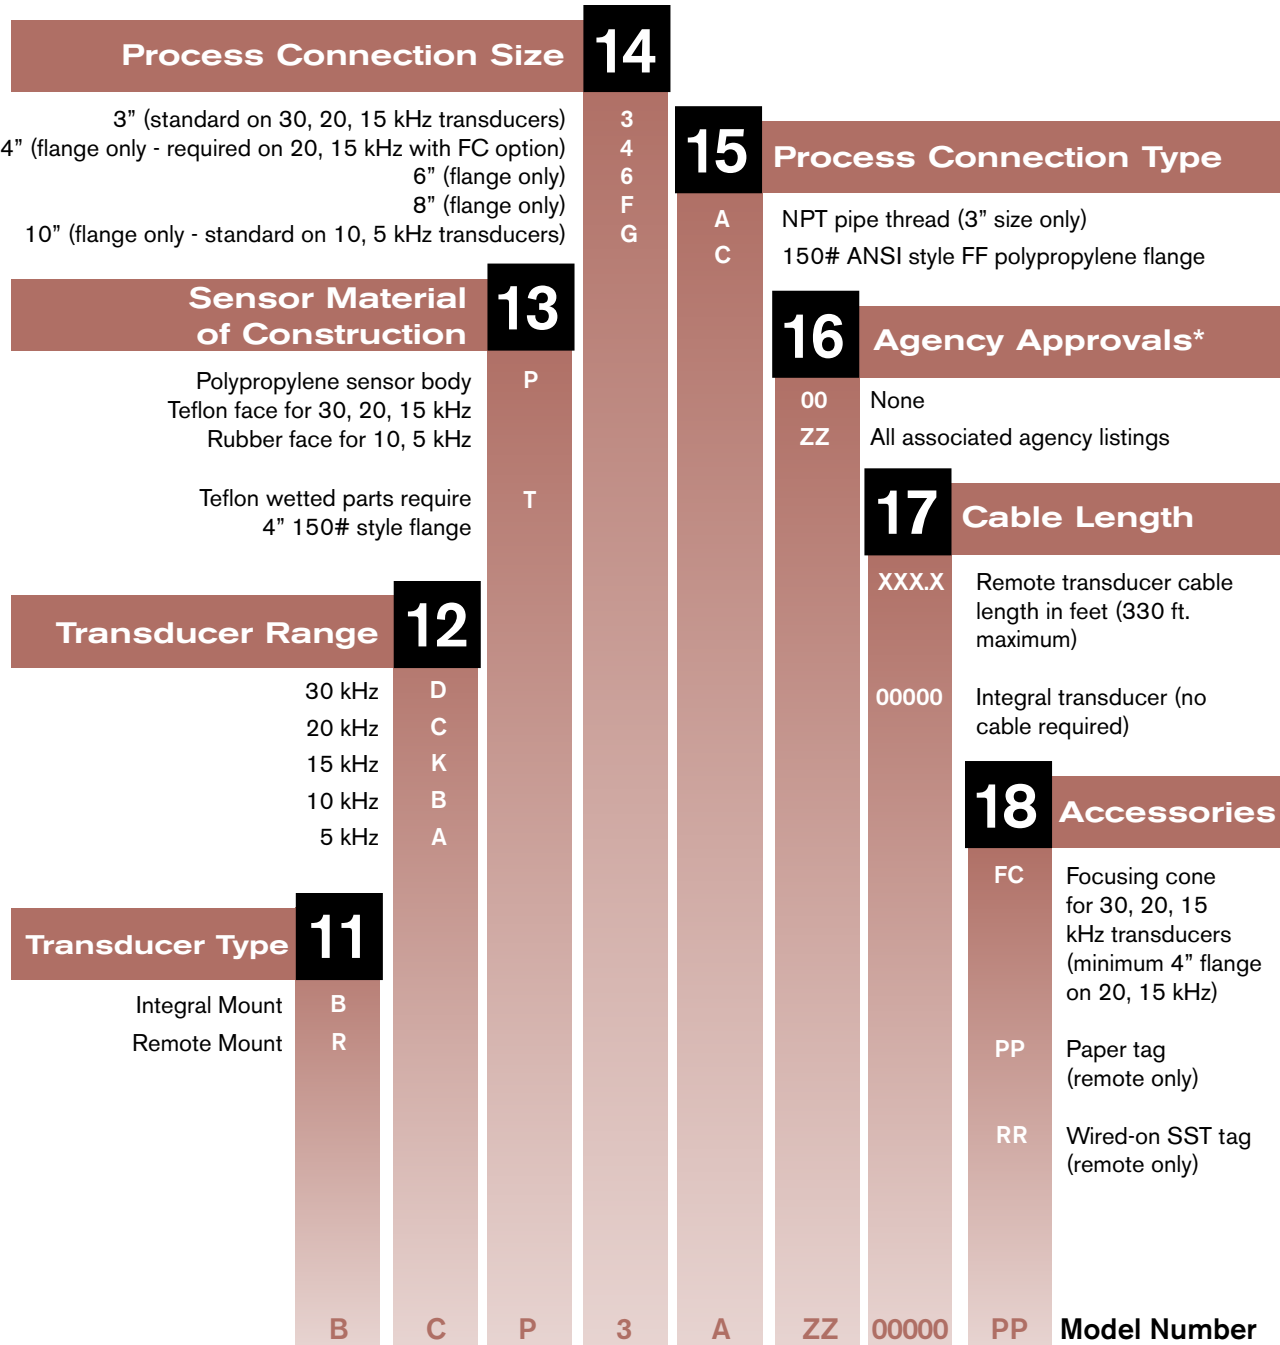 Process Connection Size 14
3” (standard on 30, 20, 15 kHz transducers) 3
4” (flange only - required on 20, 15 kHz with FC option) 4
6” (flange only) 6
8” (flange only) F
10” (flange only - standard on 10, 5 kHz transducers) G
15 Process Connection Type
A NPT pipe thread (3” size only)
C 150# ANSI style FF polypropylene flange
Sensor Material
of Construction
13
Polypropylene sensor body P
Teflon face for 30, 20, 15 kHz
Rubber face for 10, 5 kHz
Teflon wetted parts require T
4” 150# style flange
16 Agency Approvals*
00 None
ZZ All associated agency listings
17 Cable Length
XXX.X Remote transducer cable
length in feet (330 ft.
maximum)
00000 Integral transducer (no
cable required)
Transducer Range 12
30 kHz D
20 kHz C
15 kHz K
10 kHz B
5 kHz A
18 Accessories
FC Focusing cone
for 30, 20, 15
kHz transducers
(minimum 4” flange
on 20, 15 kHz)
PP Paper tag
(remote only)
RR Wired-on SST tag
(remote only)
Transducer Type 11
Integral Mount B
Remote Mount R
B C P 3 A ZZ 00000 PP Model Number